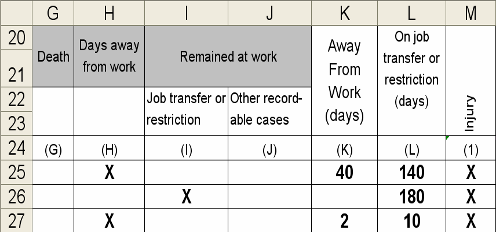 G H I J K L M
20 Death Days away from work Remained at work Away From Work (days) On job transfer or restriction (days) Injury
21
22 Job transfer or restriction Other record-able cases
23
24 (G) (H) (I) (J) (K) (L) (1)
25 X 40 140 X
26 X 180 X
27 X 2 10 X